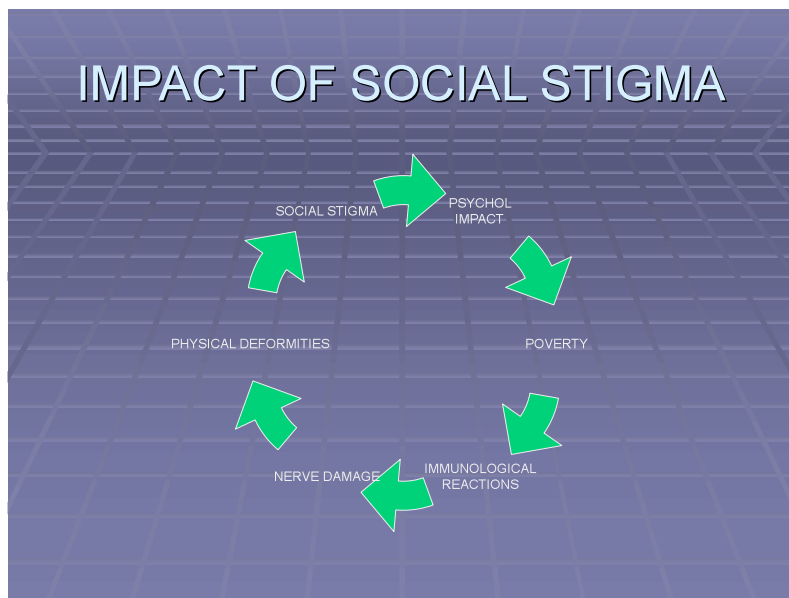 IMPACT OF SOCIAL STIGMA
SOCIAL STIGMA
PSYCHOL
IMPACT
POVERTY
IMMUNOLOGICAL
REACTIONS
NERVE DAMAGE
PHYSICAL DEFORMITIES